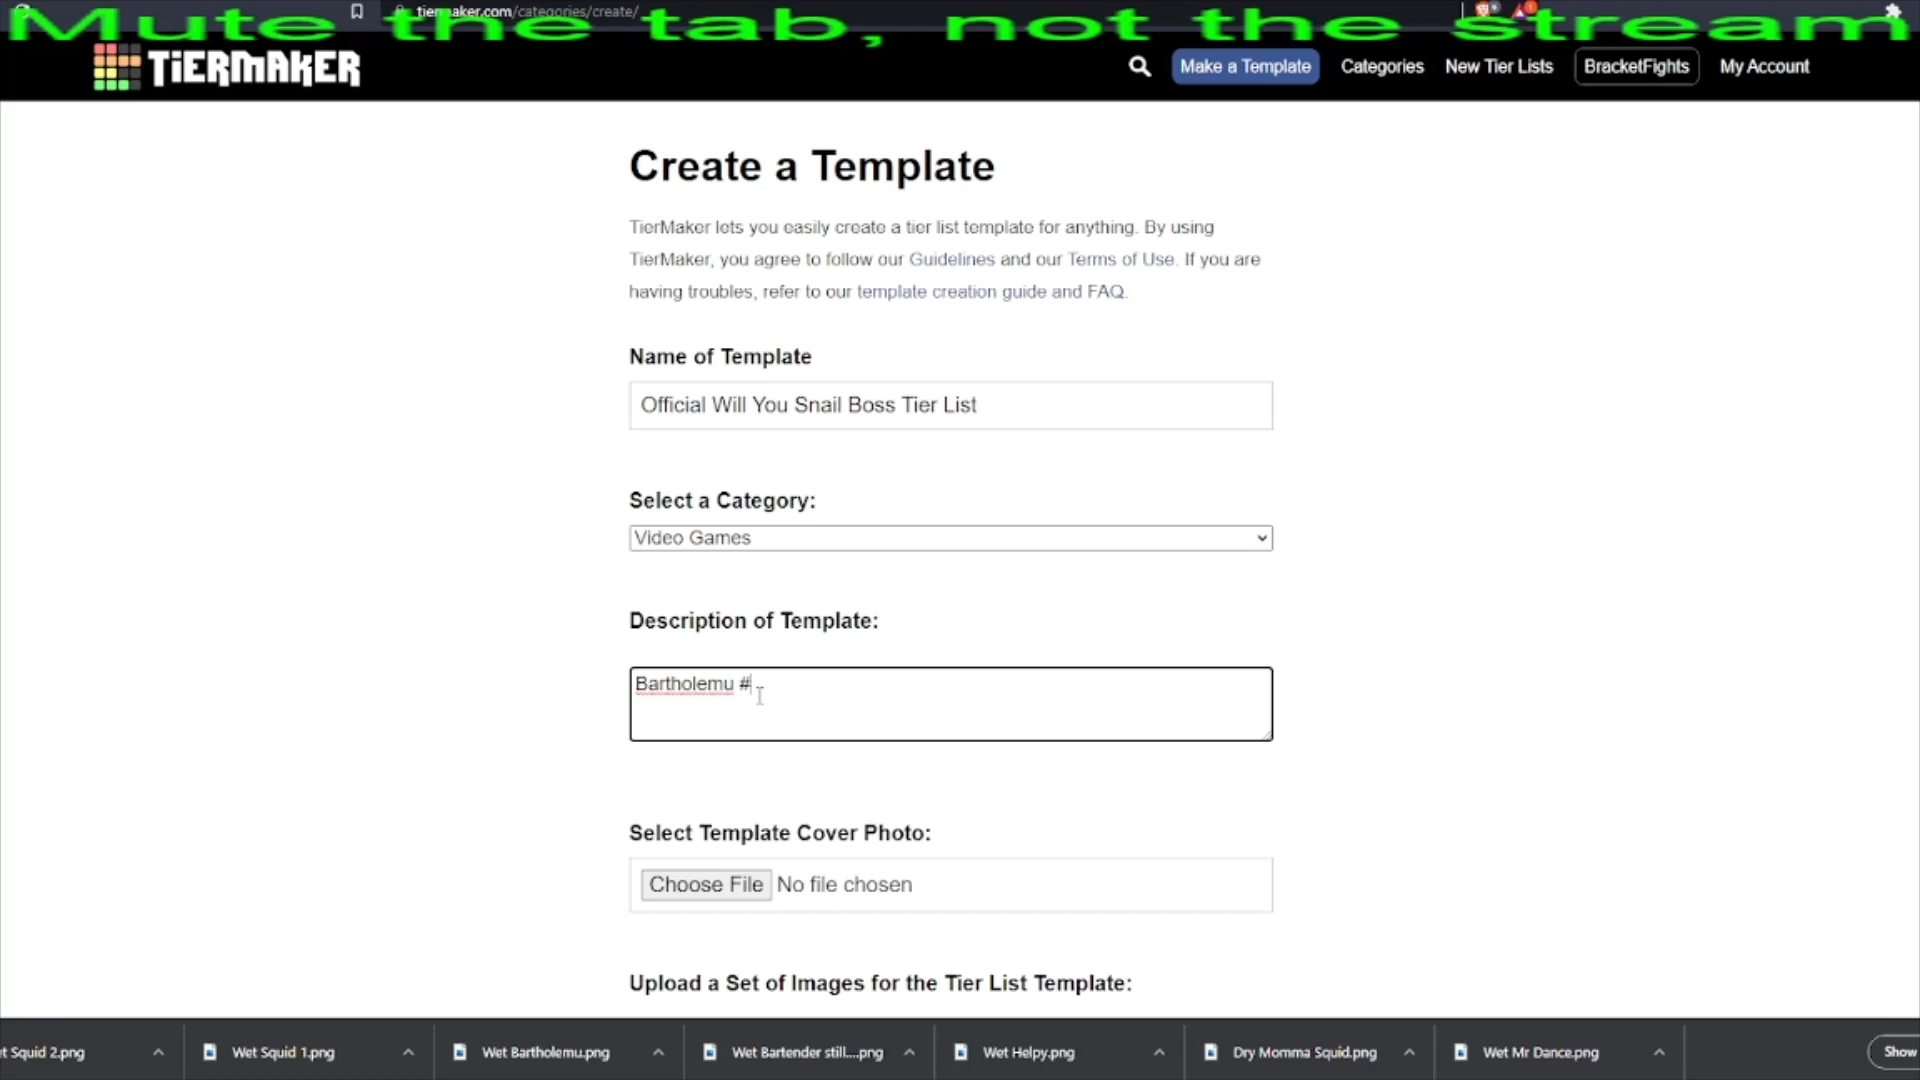 tiermaker.com/categories/create/
Mute the tab, not the stream
TiERMAKER
Make a Template
Categories
New Tier Lists
BracketFights
My Account
Create a Template
TierMaker lets you easily create a tier list template for anything. By using
TierMaker, you agree to follow our Guidelines and our Terms of Use. If you are
having troubles, refer to our template creation guide and FAQ.
Name of Template
Official Will You Snail Boss Tier List
Select a Category:
Video Games
Description of Template:
Bartholemu #
Select Template Cover Photo:
Choose File No file chosen
Upload a Set of Images for the Tier List Template:
t Squid 2.png
Wet Squid 1.png
Wet Bartholemu.png
Wet Bartender still....png
Wet Helpy.png
Dry Momma Squid.png
Wet Mr Dance.png
Show